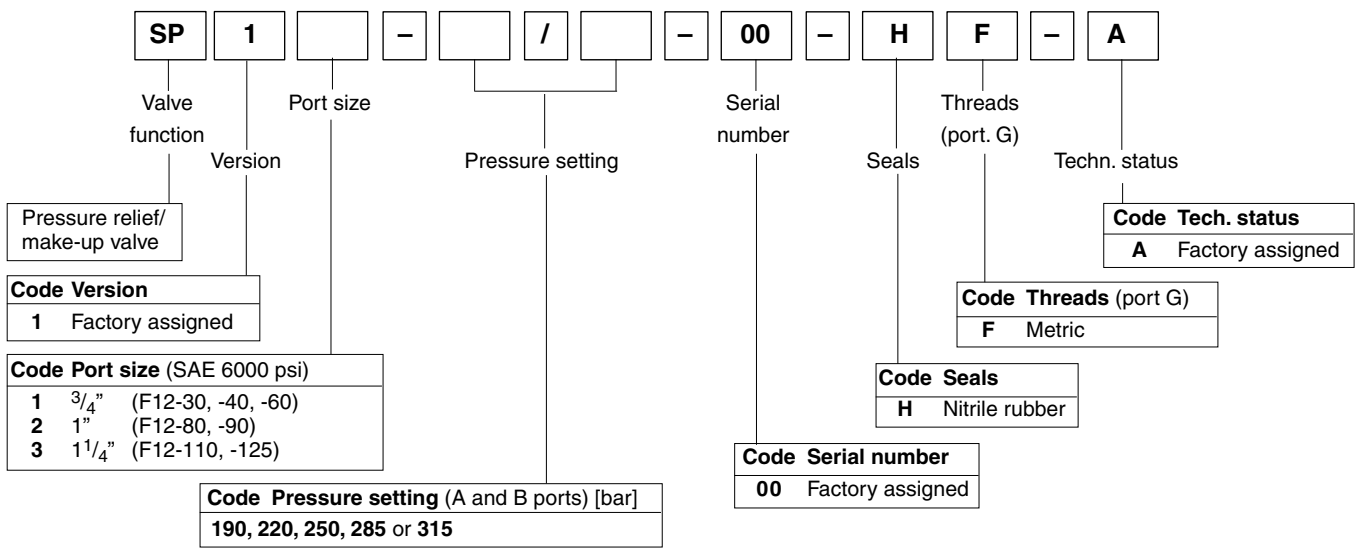 SP 1 – / – 00 – H F – A
Valve
function
Version
Port size
Pressure setting
Serial
number
Seals
Threads
(port. G)
Techn. status
Pressure relief/
make-up valve
Code Version
1 Factory assigned
Code Port size (SAE 6000 psi)
1 3/4” (F12-30, -40, -60)
2 1” (F12-80, -90)
3 11/4” (F12-110, -125)
Code Pressure setting (A and B ports) [bar]
190, 220, 250, 285 or 315
Code Serial number
00 Factory assigned
Code Seals
H Nitrile rubber
Code Threads (port G)
F Metric
Code Tech. status
A Factory assigned